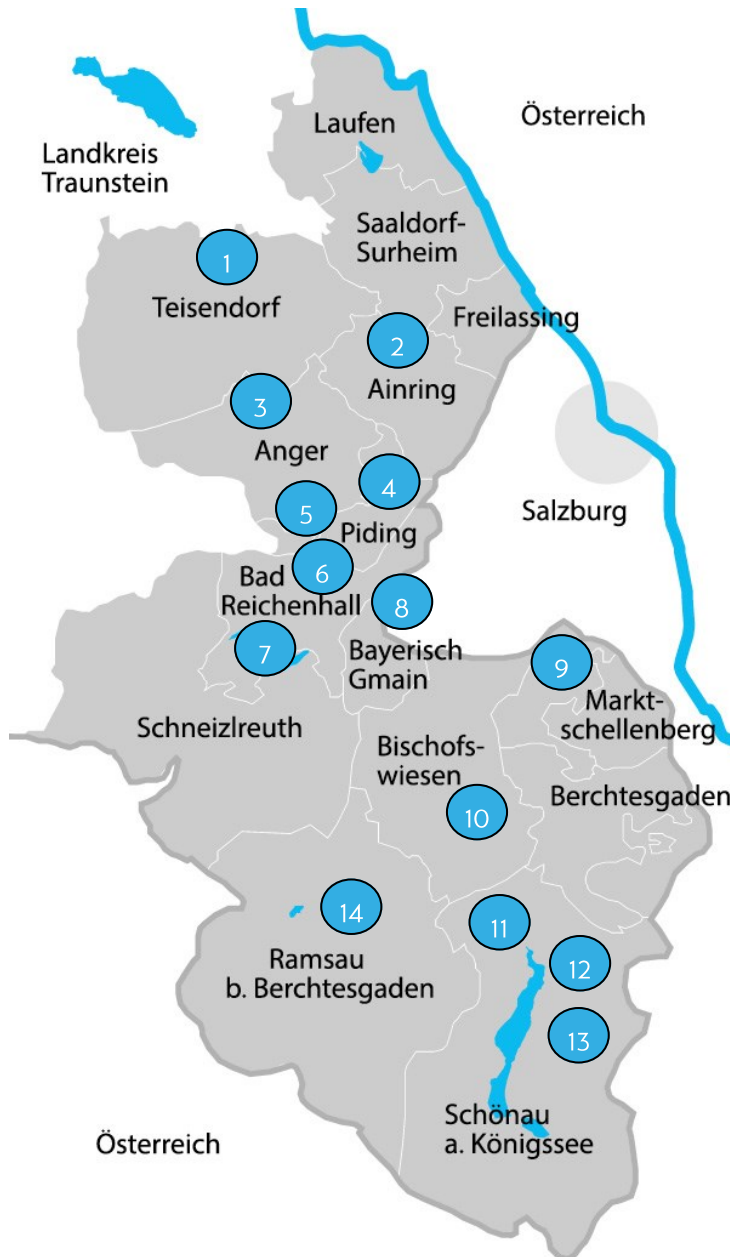 Laufen
Österreich
Landkreis
Traunstein
Saaldorf-
Surheim
1
Teisendorf
Freilassing
2
Ainring
3
Anger
4
5
Salzburg
Piding
6
Bad
Reichenhall
8
7
Bayerisch
Gmain
9
Markt-
schellenberg
Schneizlreuth
Bischofs-
wiesen
Berchtesgaden
10
14
11
Ramsau
b. Berchtesgaden
12
13
Schönau
a. Königssee
Österreich